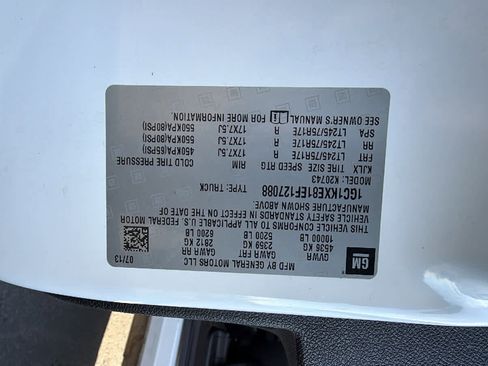 GM
MFD BY GENERAL MOTORS LLC
07/13
GVWR GAWR FRT GAWR RR
4536 KG 2359 KG 2812 KG
10000 LB 5200 LB 6200 LB
THIS VEHICLE CONFORMS TO ALL APPLICABLE U.S. FEDERAL MOTOR
VEHICLE SAFETY STANDARDS IN EFFECT ON THE DATE OF
MANUFACTURE SHOWN ABOVE.
1GC1KXE81EF127088 TYPE: TRUCK
MODEL: K20743
KJLX TIRE SIZE SPEED RTG RIM COLD TIRE PRESSURE
FRT LT245/75R17E R 17X7.5J 450KPA(65PSI)
RR LT245/75R17E R 17X7.5J 550KPA(80PSI)
SPA LT245/75R17E R 17X7.5J 550KPA(80PSI)
SEE OWNER'S MANUAL FOR MORE INFORMATION.